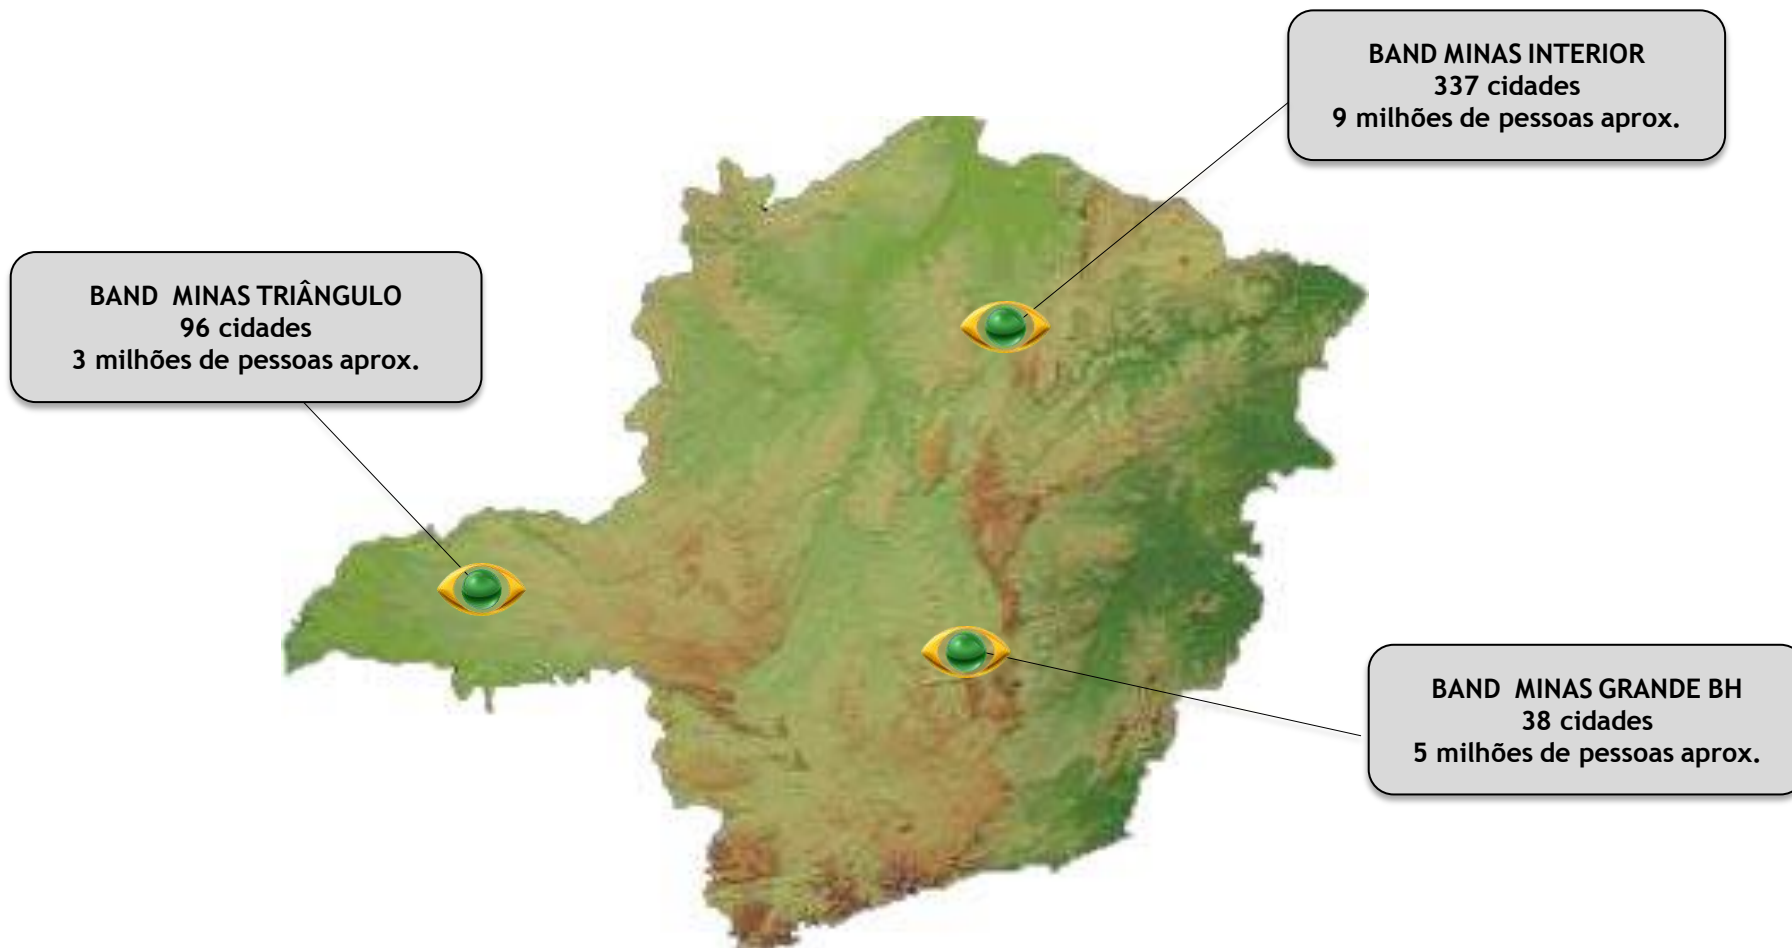 BAND MINAS INTERIOR
337 cidades
9 milhões de pessoas aprox.
BAND MINAS TRIÂNGULO
96 cidades
3 milhões de pessoas aprox.
BAND MINAS GRANDE BH
38 cidades
5 milhões de pessoas aprox.